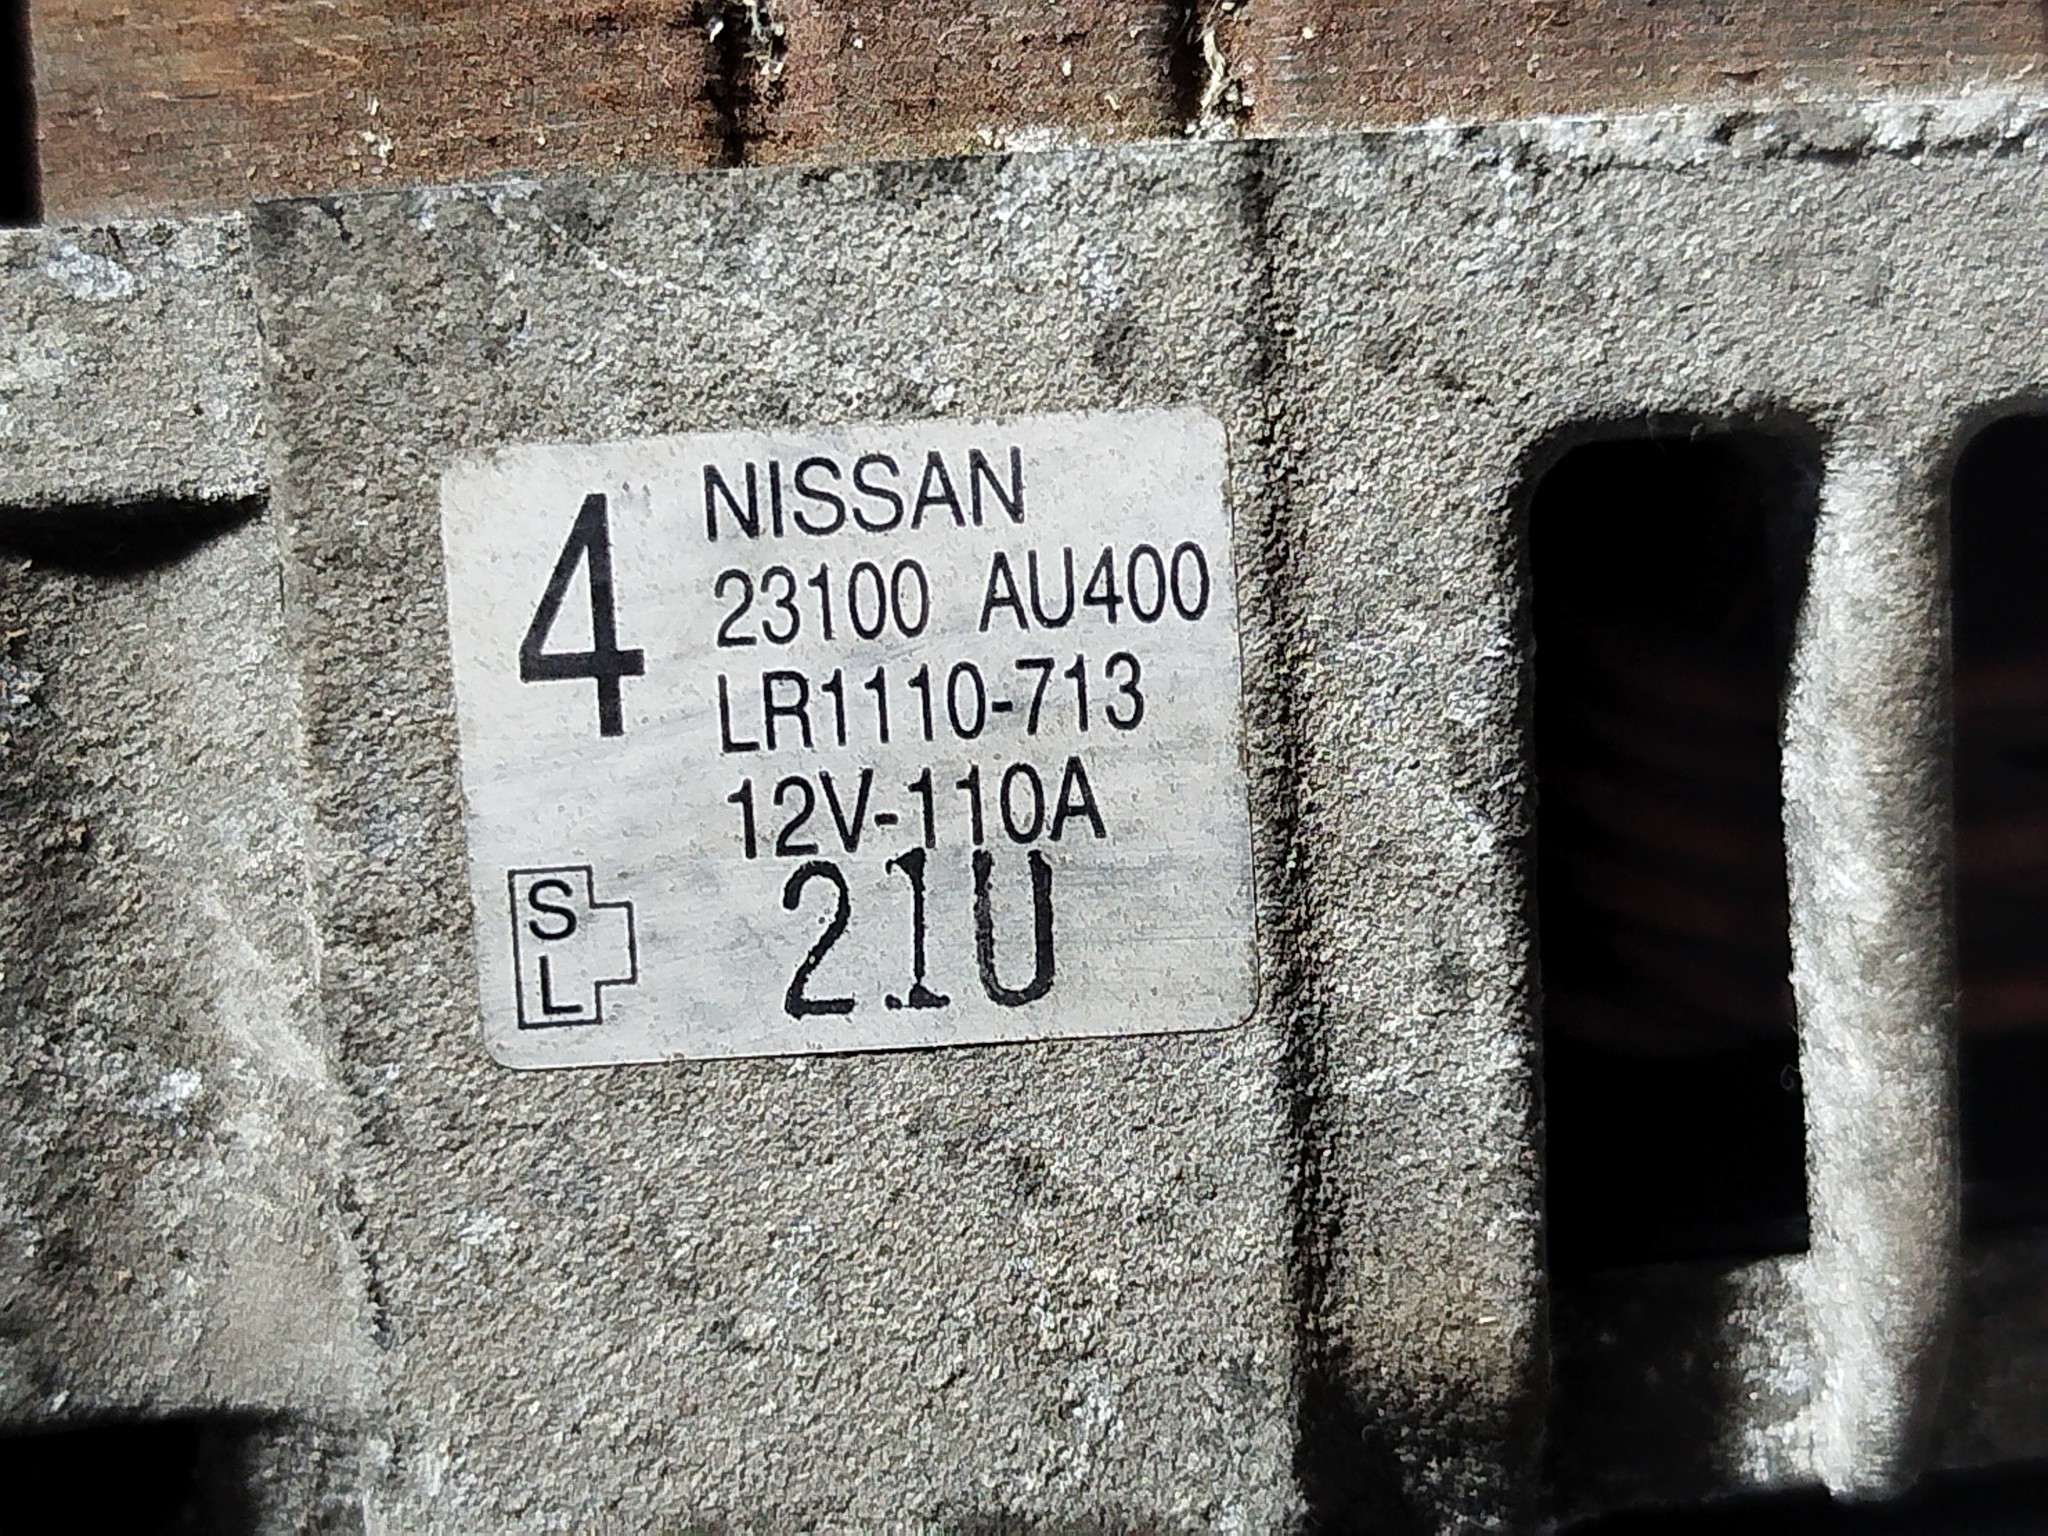 4
NISSAN
23100 AU400
LR1110-713
12V-110A
21U
S
L